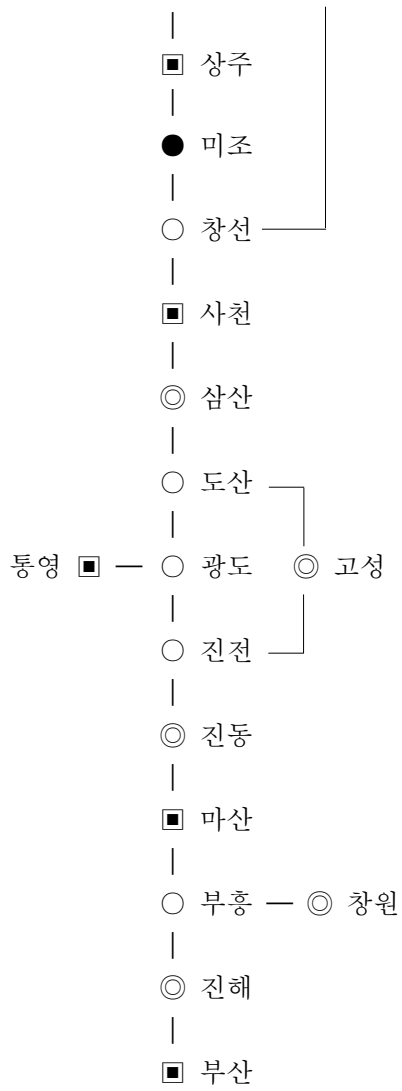 ▣ 상주
● 미조
○ 창선
▣ 사천
◎ 삼산
○ 도산
통영 ▣ ─ ○ 광도 ◎ 고성
○ 진전
◎ 진동
▣ 마산
○ 부흥 ─ ◎ 창원
◎ 진해
▣ 부산